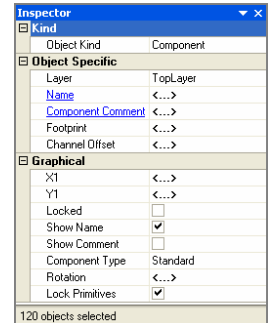 Inspector
Kind
Object Kind Component
Object Specific
Layer TopLayer
Name <...>
Component Comment <...>
Footprint <...>
Channel Offset <...>
Graphical
X1 <...>
Y1 <...>
Locked
Show Name
Show Comment
Component Type Standard
Rotation <...>
Lock Primitives
120 objects selected